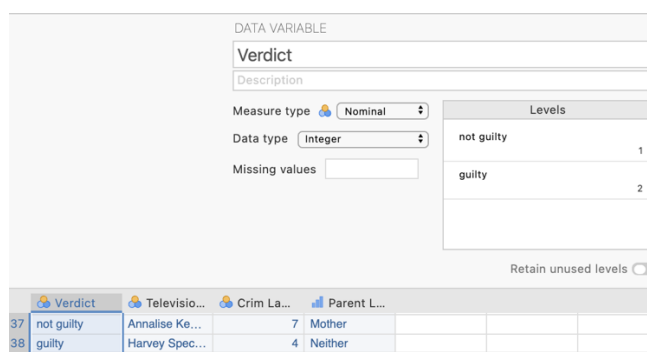 DATA VARIABLE
Verdict
Description
Measure type Nominal
Levels
Data type Integer
not guilty
1
Missing values
guilty
2
Retain unused levels
Verdict Televisio... Crim La... Parent L...
37 not guilty Annalise Ke... 7 Mother
38 guilty Harvey Spec... 4 Neither